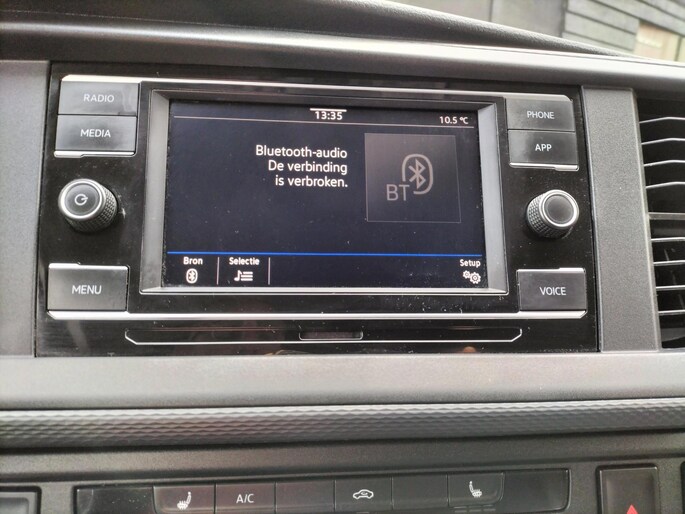 RADIO
MEDIA
13:35
10.5 °C
PHONE
APP
Bluetooth-audio
De verbinding
is verbroken.
BT
Bron
Selectie
Setup
MENU
VOICE
A/C